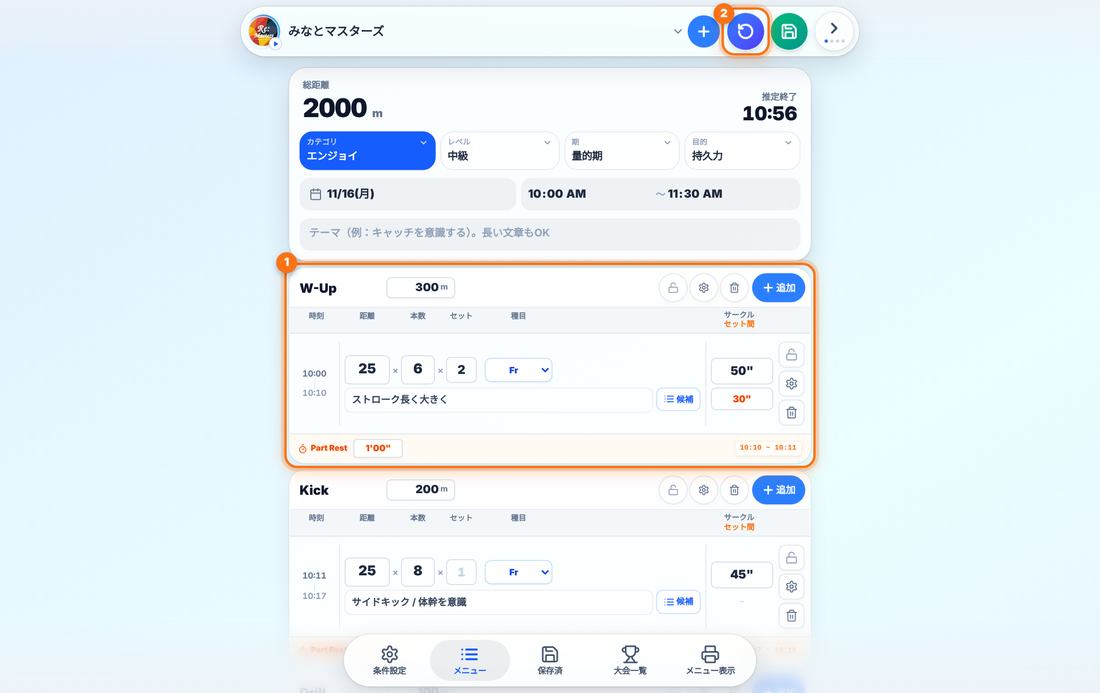 Re:
みなとマスターズ
2
総距離
2000 m
推定終了
10:56
カテゴリ
エンジョイ
レベル
中級
期
量的期
目的
持久力
11/16(月)
10:00 AM
〜11:30 AM
テーマ（例：キャッチを意識する）。長い文章もOK
1
W-Up
300 m
＋ 追加
時刻 距離 本数 セット 種目 サークル
セット間
10:00
10:10
25 × 6 × 2 Fr 50"
ストローク長く大きく
候補
30"
Part Rest 1'00" 10:10 ~ 10:11
Kick
200 m
＋ 追加
時刻 距離 本数 セット 種目 サークル
セット間
10:11
10:17
25 × 8 × 1 Fr 45"
サイドキック / 体幹を意識
候補
-
条件設定
メニュー
保存済
大会一覧
メニュー表示